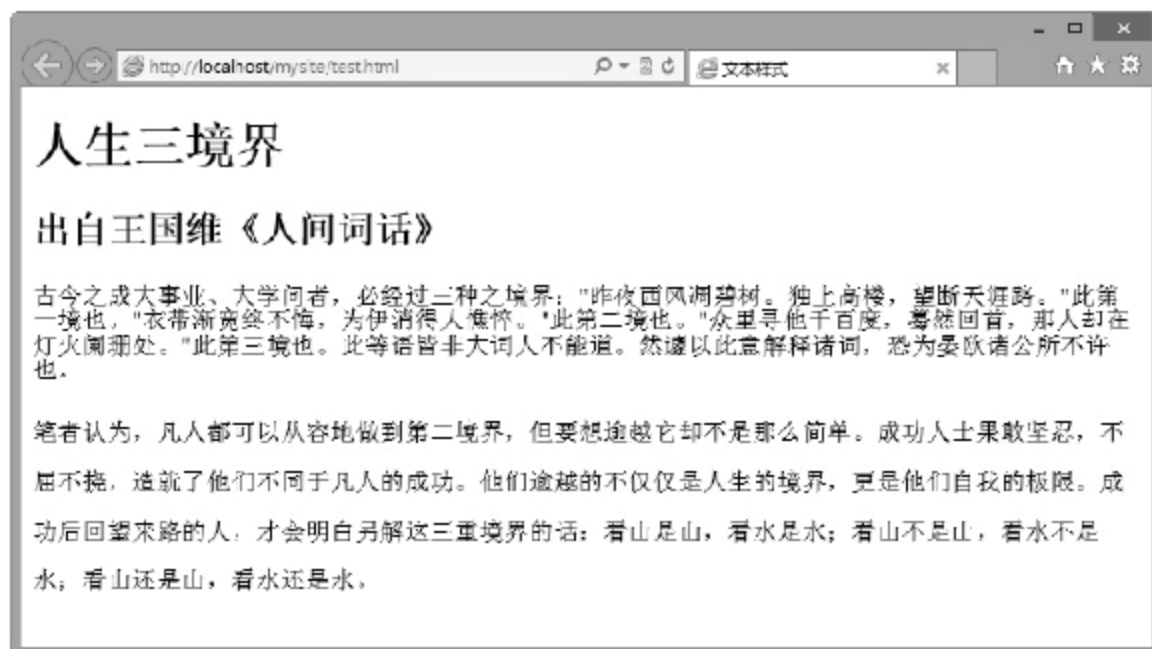 http://localhost/mysite/test.html
文本样式
人生三境界
出自王国维《人间词话》
古今之成大事业、大学问者，必经过三种之境界："昨夜西风凋碧树。独上高楼，望断天涯路。"此第
一境也。"衣带渐宽终不悔，为伊消得人憔悴。"此第二境也。"众里寻他千百度，蓦然回首，那人却在
灯火阑珊处。"此第三境也。此等语皆非大词人不能道。然遽以此意解释诸词，恐为晏欧诸公所不许
也。
笔者认为，凡人都可以从容地做到第二境界，但要想逾越它却不是那么简单。成功人士果敢坚忍，不
屈不挠，造就了他们不同于凡人的成功。他们逾越的不仅仅是人生的境界，更是他们自我的极限。成
功后回望来路的人，才会明白另解这三重境界的话：看山是山，看水是水；看山不是山，看水不是
水；看山还是山，看水还是水。